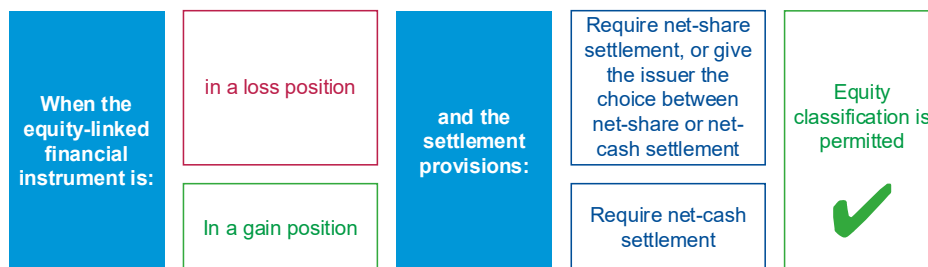 When the
equity-linked
financial
instrument is:
in a loss position
In a gain position
and the
settlement
provisions:
Require net-share
settlement, or give
the issuer the
choice between
net-share or net-
cash settlement
Require net-cash
settlement
Equity
classification is
permitted